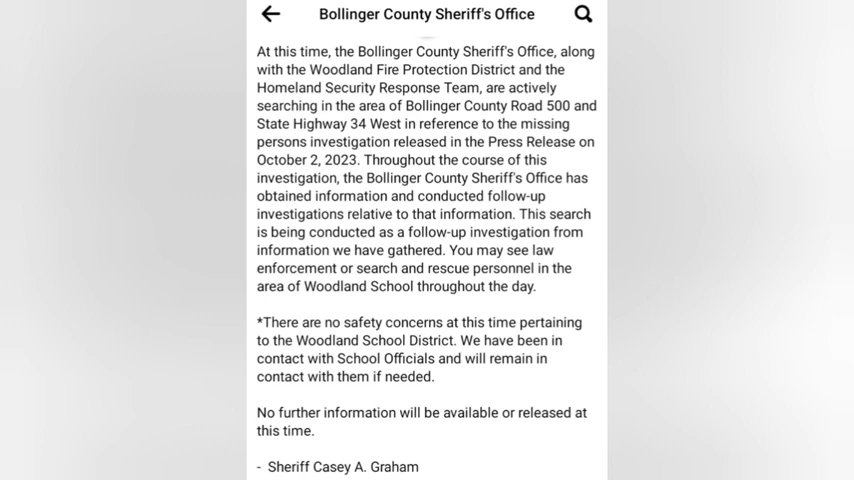 Bollinger County Sheriff's Office
At this time, the Bollinger County Sheriff's Office, along
with the Woodland Fire Protection District and the
Homeland Security Response Team, are actively
searching in the area of Bollinger County Road 500 and
State Highway 34 West in reference to the missing
persons investigation released in the Press Release on
October 2, 2023. Throughout the course of this
investigation, the Bollinger County Sheriff's Office has
obtained information and conducted follow-up
investigations relative to that information. This search
is being conducted as a follow-up investigation from
information we have gathered. You may see law
enforcement or search and rescue personnel in the
area of Woodland School throughout the day.
*There are no safety concerns at this time pertaining
to the Woodland School District. We have been in
contact with School Officials and will remain in
contact with them if needed.
No further information will be available or released at
this time.
- Sheriff Casey A. Graham